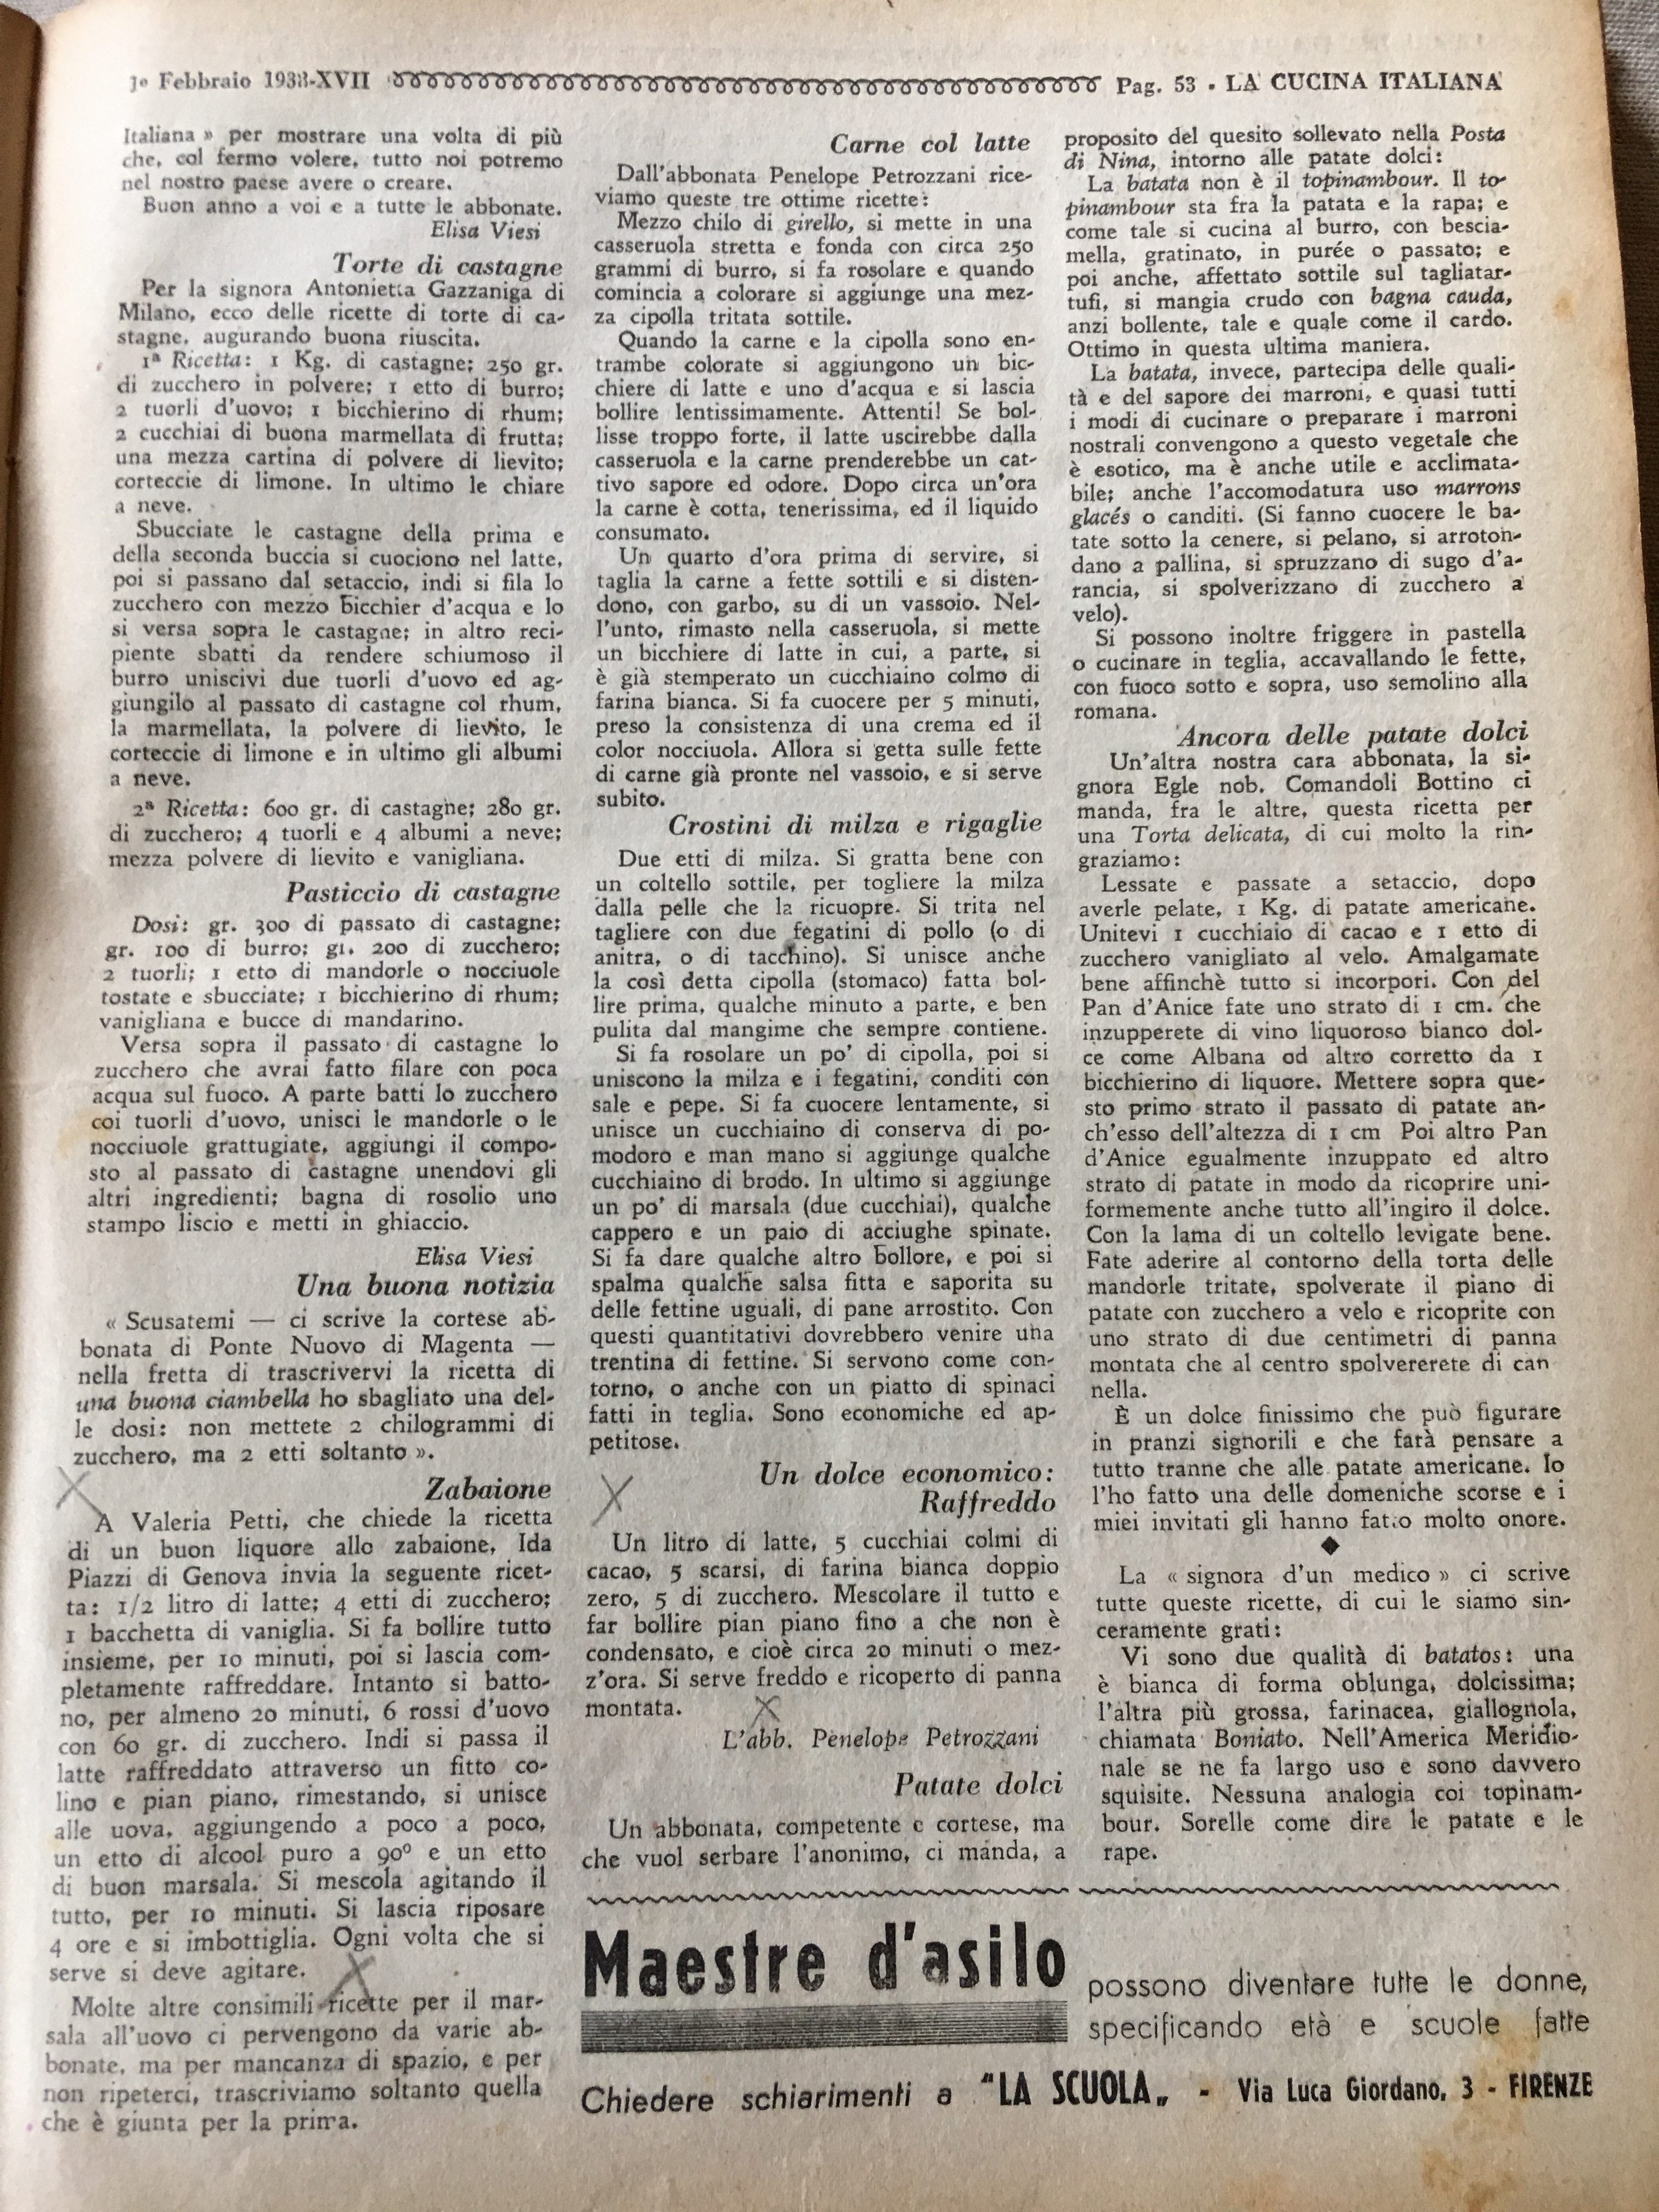 1º Febbraio 1938-XVII
Pag. 53 - LA CUCINA ITALIANA
Italiana » per mostrare una volta di più
che, col fermo volere, tutto noi potremo
nel nostro paese avere o creare.
Buon anno a voi e a tutte le abbonate.
Elisa Viesi
Torte di castagne
Per la signora Antonietta Gazzaniga di
Milano, ecco delle ricette di torte di ca-
stagne, augurando buona riuscita.
1ª Ricetta: 1 Kg. di castagne; 250 gr.
di zucchero in polvere; 1 etto di burro;
2 tuorli d'uovo; 1 bicchierino di rhum;
2 cucchiai di buona marmellata di frutta;
una mezza cartina di polvere di lievito;
corteccie di limone. In ultimo le chiare
a neve.
Sbucciate le castagne della prima e
della seconda buccia si cuociono nel latte,
poi si passano dal setaccio, indi si fila lo
zucchero con mezzo bicchier d'acqua e lo
si versa sopra le castagne; in altro reci-
piente sbatti da rendere schiumoso il
burro uniscivi due tuorli d'uovo ed ag-
giungilo al passato di castagne col rhum,
la marmellata, la polvere di lievito, le
corteccie di limone e in ultimo gli albumi
a neve.
2ª Ricetta: 600 gr. di castagne; 280 gr.
di zucchero; 4 tuorli e 4 albumi a neve;
mezza polvere di lievito e vanigliana.
Pasticcio di castagne
Dosi: gr. 300 di passato di castagne;
gr. 100 di burro; gr. 200 di zucchero;
2 tuorli; 1 etto di mandorle o nocciuole
tostate e sbucciate; 1 bicchierino di rhum;
vanigliana e bucce di mandarino.
Versa sopra il passato di castagne lo
zucchero che avrai fatto filare con poca
acqua sul fuoco. A parte batti lo zucchero
coi tuorli d'uovo, unisci le mandorle o le
nocciuole grattugiate, aggiungi il compo-
sto al passato di castagne unendovi gli
altri ingredienti; bagna di rosolio uno
stampo liscio e metti in ghiaccio.
Elisa Viesi
Una buona notizia
« Scusatemi — ci scrive la cortese ab-
bonata di Ponte Nuovo di Magenta —
nella fretta di trascrivervi la ricetta di
una buona ciambella ho sbagliato una del-
le dosi: non mettete 2 chilogrammi di
zucchero, ma 2 etti soltanto ».
Zabaione
A Valeria Petti, che chiede la ricetta
di un buon liquore allo zabaione, Ida
Piazzi di Genova invia la seguente ricet-
ta: 1/2 litro di latte; 4 etti di zucchero;
1 bacchetta di vaniglia. Si fa bollire tutto
insieme, per 10 minuti, poi si lascia com-
pletamente raffreddare. Intanto si batto-
no, per almeno 20 minuti, 6 rossi d'uovo
con 60 gr. di zucchero. Indi si passa il
latte raffreddato attraverso un fitto co-
lino e pian piano, rimestando, si unisce
alle uova, aggiungendo a poco a poco,
un etto di alcool puro a 90º e un etto
di buon marsala. Si mescola agitando il
tutto, per 10 minuti. Si lascia riposare
4 ore e si imbottiglia. Ogni volta che si
serve si deve agitare.
Molte altre consimili ricette per il mar-
sala all'uovo ci pervengono da varie ab-
bonate, ma per mancanza di spazio, e per
non ripeterci, trascriviamo soltanto quella
che è giunta per la prima.
Carne col latte
Dall'abbonata Penelope Petrozzani rice-
viamo queste tre ottime ricette:
Mezzo chilo di girello, si mette in una
casseruola stretta e fonda con circa 250
grammi di burro, si fa rosolare e quando
comincia a colorare si aggiunge una mez-
za cipolla tritata sottile.
Quando la carne e la cipolla sono en-
trambe colorate si aggiungono un bic-
chiere di latte e uno d'acqua e si lascia
bollire lentissimamente. Attenti! Se bol-
lisse troppo forte, il latte uscirebbe dalla
casseruola e la carne prenderebbe un cat-
tivo sapore ed odore. Dopo circa un'ora
la carne è cotta, tenerissima, ed il liquido
consumato.
Un quarto d'ora prima di servire, si
taglia la carne a fette sottili e si disten-
dono, con garbo, su di un vassoio. Nel-
l'unto, rimasto nella casseruola, si mette
un bicchiere di latte in cui, a parte, si
è già stemperato un cucchiaino colmo di
farina bianca. Si fa cuocere per 5 minuti,
preso la consistenza di una crema ed il
color nocciuola. Allora si getta sulle fette
di carne già pronte nel vassoio, e si serve
subito.
Crostini di milza e rigaglie
Due etti di milza. Si gratta bene con
un coltello sottile, per togliere la milza
dalla pelle che la ricuopre. Si trita nel
tagliere con due fegatini di pollo (o di
anitra, o di tacchino). Si unisce anche
la così detta cipolla (stomaco) fatta bol-
lire prima, qualche minuto a parte, e ben
pulita dal mangime che sempre contiene.
Si fa rosolare un po' di cipolla, poi si
uniscono la milza e i fegatini, conditi con
sale e pepe. Si fa cuocere lentamente, si
unisce un cucchiaino di conserva di po-
modoro e man mano si aggiunge qualche
cucchiaino di brodo. In ultimo si aggiunge
un po' di marsala (due cucchiai), qualche
cappero e un paio di acciughe spinate.
Si fa dare qualche altro bollore, e poi si
spalma qualche salsa fitta e saporita su
delle fettine uguali, di pane arrostito. Con
questi quantitativi dovrebbero venire una
trentina di fettine. Si servono come con-
torno, o anche con un piatto di spinaci
fatti in teglia. Sono economiche ed ap-
petitose.
Un dolce economico:
Raffreddo
Un litro di latte, 5 cucchiai colmi di
cacao, 5 scarsi, di farina bianca doppio
zero, 5 di zucchero. Mescolare il tutto e
far bollire pian piano fino a che non è
condensato, e cioè circa 20 minuti o mez-
z'ora. Si serve freddo e ricoperto di panna
montata.
L'abb. Penelope Petrozzani
Patate dolci
Un abbonata, competente e cortese, ma
che vuol serbare l'anonimo, ci manda, a
proposito del quesito sollevato nella Posta
di Nina, intorno alle patate dolci:
La batata non è il topinambour. Il to-
pinambour sta fra la patata e la rapa; e
come tale si cucina al burro, con bescia-
mella, gratinato, in purée o passato; e
poi anche, affettato sottile sul tagliatar-
tufi, si mangia crudo con bagna cauda,
anzi bollente, tale e quale come il cardo.
Ottimo in questa ultima maniera.
La batata, invece, partecipa delle quali-
tà e del sapore dei marroni, e quasi tutti
i modi di cucinare o preparare i marroni
nostrali convengono a questo vegetale che
è esotico, ma è anche utile e acclimata-
bile; anche l'accomodatura uso marrons
glacés o canditi. (Si fanno cuocere le ba-
tate sotto la cenere, si pelano, si arroton-
dano a pallina, si spruzzano di sugo d'a-
rancia, si spolverizzano di zucchero a
velo).
Si possono inoltre friggere in pastella
o cucinare in teglia, accavallando le fette,
con fuoco sotto e sopra, uso semolino alla
romana.
Ancora delle patate dolci
Un'altra nostra cara abbonata, la si-
gnora Egle nob. Comandoli Bottino ci
manda, fra le altre, questa ricetta per
una Torta delicata, di cui molto la rin-
graziamo:
Lessate e passate a setaccio, dopo
averle pelate, 1 Kg. di patate americane.
Unitevi 1 cucchiaio di cacao e 1 etto di
zucchero vanigliato al velo. Amalgamate
bene affinchè tutto si incorpori. Con del
Pan d'Anice fate uno strato di 1 cm. che
inzupperete di vino liquoroso bianco dol-
ce come Albana od altro corretto da 1
bicchierino di liquore. Mettere sopra que-
sto primo strato il passato di patate an-
ch'esso dell'altezza di 1 cm Poi altro Pan
d'Anice egualmente inzuppato ed altro
strato di patate in modo da ricoprire uni-
formemente anche tutto all'ingiro il dolce.
Con la lama di un coltello levigate bene.
Fate aderire al contorno della torta delle
mandorle tritate, spolverate il piano di
patate con zucchero a velo e ricoprite con
uno strato di due centimetri di panna
montata che al centro spolvererete di can
nella.
È un dolce finissimo che può figurare
in pranzi signorili e che farà pensare a
tutto tranne che alle patate americane. Io
l'ho fatto una delle domeniche scorse e i
miei invitati gli hanno fatto molto onore.
La « signora d'un medico » ci scrive
tutte queste ricette, di cui le siamo sin-
ceramente grati:
Vi sono due qualità di batatos: una
è bianca di forma oblunga, dolcissima;
l'altra più grossa, farinacea, giallognola,
chiamata Boniato. Nell'America Meridio-
nale se ne fa largo uso e sono davvero
squisite. Nessuna analogia coi topinam-
bour. Sorelle come dire le patate e le
rape.
Maestre d'asilo
possono diventare tutte le donne,
specificando età e scuole fatte
Chiedere schiarimenti a "LA SCUOLA„ - Via Luca Giordano, 3 - FIRENZE